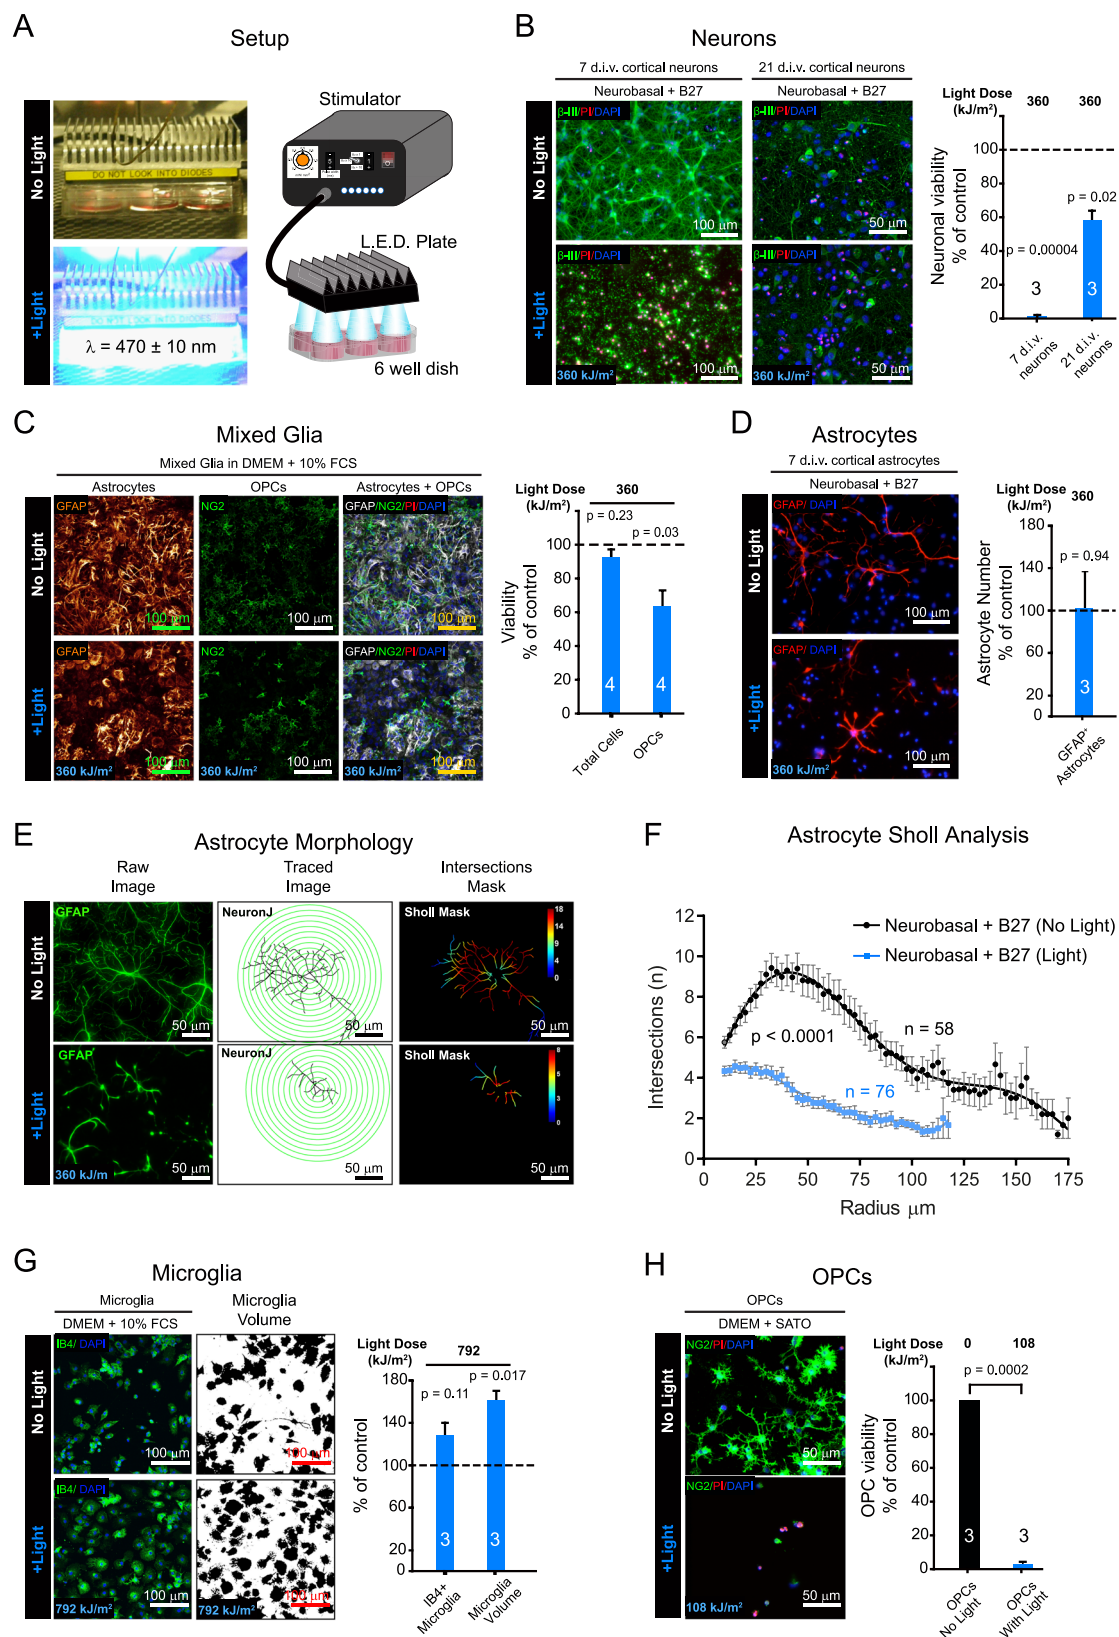 A
Setup
No Light
DO NOT LOOK INTO DIODES
+Light
λ = 470 ± 10 nm
Stimulator
L.E.D. Plate
6 well dish
B
Neurons
7 d.i.v. cortical neurons
21 d.i.v. cortical neurons
Neurobasal + B27
Neurobasal + B27
No Light
+Light
β-III/PI/DAPI
100 μm
β-III/PI/DAPI
50 μm
β-III/PI/DAPI
360 kJ/m²
100 μm
β-III/PI/DAPI
360 kJ/m²
50 μm
Light Dose (kJ/m²)
360
360
Neuronal viability
% of control
100
80
60
40
20
0
p = 0.00004
p = 0.02
3
3
7 d.i.v. neurons
21 d.i.v. neurons
C
Mixed Glia
Mixed Glia in DMEM + 10% FCS
Astrocytes
OPCs
Astrocytes + OPCs
No Light
+Light
GFAP
100 μm
NG2
100 μm
GFAP/NG2/PI/DAPI
100 μm
GFAP
360 kJ/m²
100 μm
NG2
360 kJ/m²
100 μm
GFAP/NG2/PI/DAPI
360 kJ/m²
100 μm
Light Dose (kJ/m²)
360
p = 0.23
p = 0.03
Viability
% of control
120
100
80
60
40
20
0
4
4
Total Cells
OPCs
D
Astrocytes
7 d.i.v. cortical astrocytes
Neurobasal + B27
No Light
+Light
GFAP/ DAPI
100 μm
GFAP/ DAPI
360 kJ/m²
100 μm
Light Dose (kJ/m²)
360
Astrocyte Number
% of control
180
140
100
60
20
0
p = 0.94
3
GFAP⁺ Astrocytes
E
Astrocyte Morphology
Raw Image
Traced Image
Intersections Mask
No Light
+Light
GFAP
50 μm
NeuronJ
50 μm
Sholl Mask
18
14
9
4
0
50 μm
GFAP
360 kJ/m
50 μm
NeuronJ
50 μm
Sholl Mask
8
5
3
0
50 μm
F
Astrocyte Sholl Analysis
Neurobasal + B27 (No Light)
Neurobasal + B27 (Light)
Intersections (n)
12
10
8
6
4
2
0
p < 0.0001
n = 58
n = 76
0
25
50
75
100
125
150
175
Radius μm
G
Microglia
Microglia
DMEM + 10% FCS
Microglia Volume
No Light
+Light
IB4/ DAPI
100 μm
100 μm
IB4/ DAPI
792 kJ/m²
100 μm
792 kJ/m²
100 μm
Light Dose (kJ/m²)
792
p = 0.11
p = 0.017
% of control
180
140
100
60
20
0
3
3
IB4+ Microglia
Microglia Volume
H
OPCs
OPCs
DMEM + SATO
No Light
+Light
NG2/PI/DAPI
50 μm
NG2/PI/DAPI
108 kJ/m²
50 μm
Light Dose (kJ/m²)
0
108
p = 0.0002
OPC viability
% of control
100
80
60
40
20
0
3
3
OPCs No Light
OPCs With Light